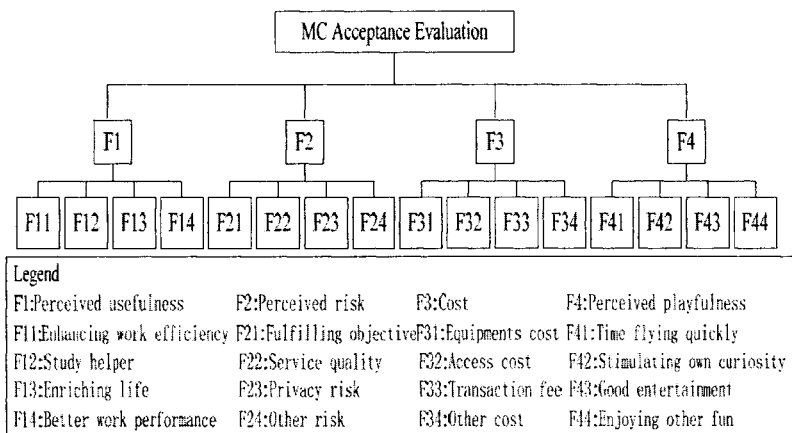 MC Acceptance Evaluation
F1 F2 F3 F4
F11 F12 F13 F14 F21 F22 F23 F24 F31 F32 F33 F34 F41 F42 F43 F44
Legend
F1:Perceived usefulness F2:Perceived risk F3:Cost F4:Perceived playfulness
F11:Enhancing work efficiency F21:Fulfilling objective F31:Equipments cost F41:Time flying quickly
F12:Study helper F22:Service quality F32:Access cost F42:Stimulating own curiosity
F13:Enriching life F23:Privacy risk F33:Transaction fee F43:Good entertainment
F14:Better work performance F24:Other risk F34:Other cost F44:Enjoying other fun